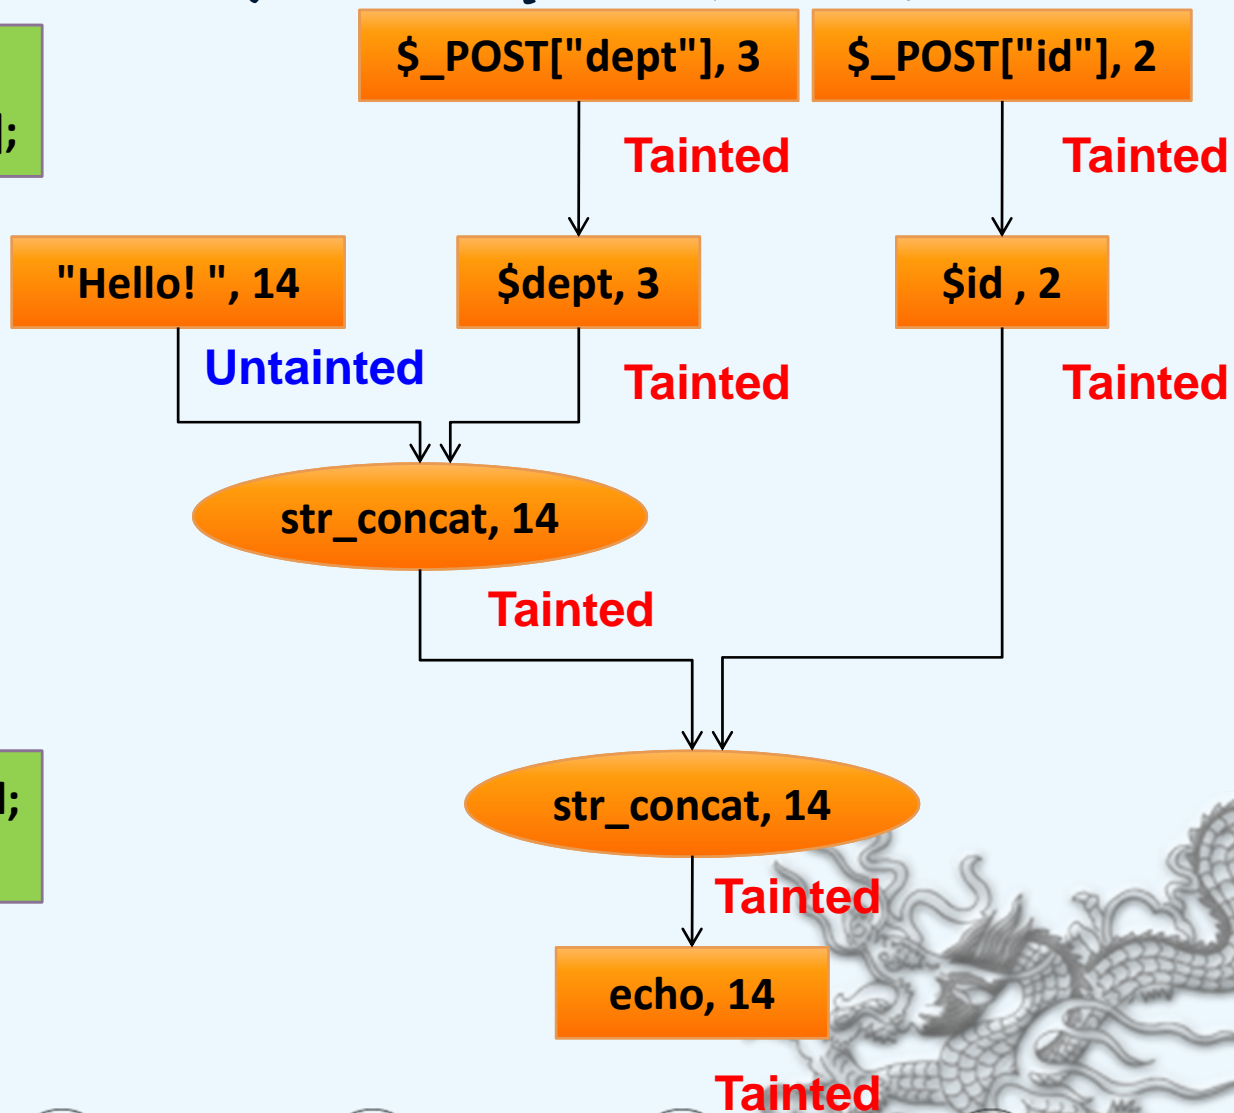 $_POST["dept"], 3
$_POST["id"], 2
];
Tainted
Tainted
"Hello! ", 14
$dept, 3
$id , 2
Untainted
Tainted
Tainted
str_concat, 14
Tainted
str_concat, 14
Tainted
echo, 14
Tainted